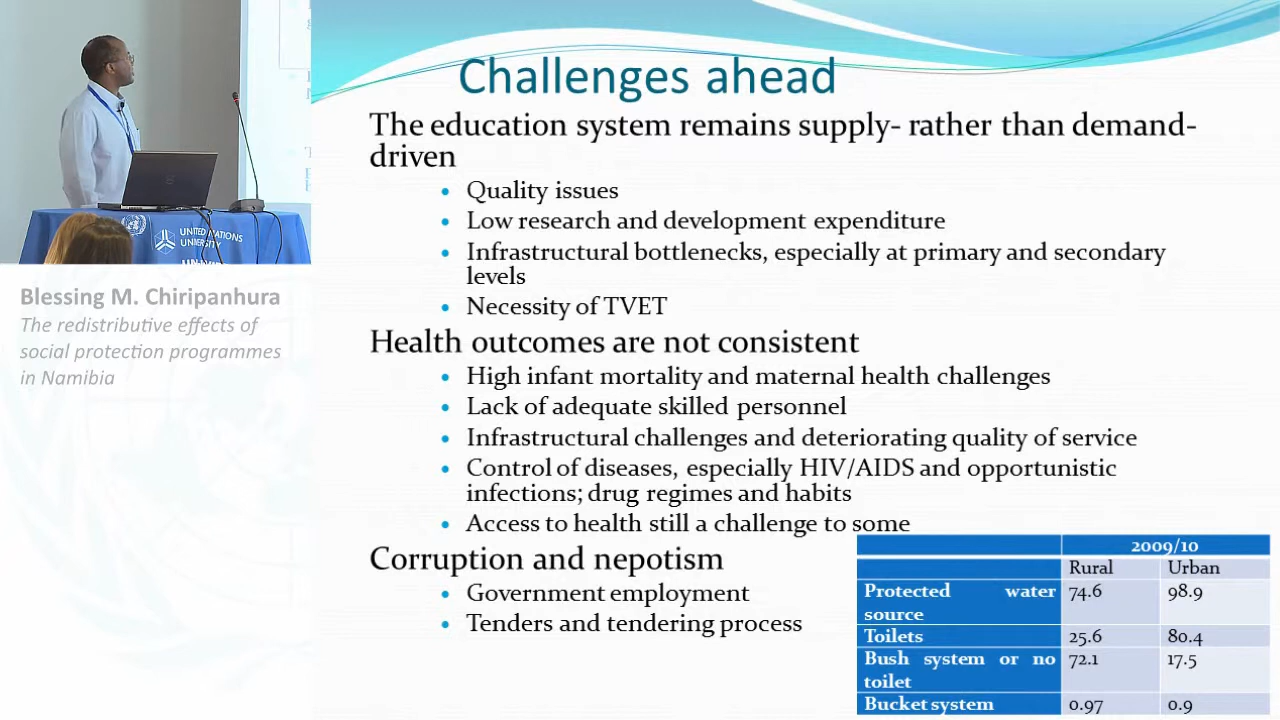 Challenges ahead
The education system remains supply- rather than demand-
driven
• Quality issues
• Low research and development expenditure
• Infrastructural bottlenecks, especially at primary and secondary
levels
• Necessity of TVET
Health outcomes are not consistent
• High infant mortality and maternal health challenges
• Lack of adequate skilled personnel
• Infrastructural challenges and deteriorating quality of service
• Control of diseases, especially HIV/AIDS and opportunistic
infections; drug regimes and habits
• Access to health still a challenge to some
Corruption and nepotism
• Government employment
• Tenders and tendering process
2009/10
Rural Urban
Protected water 74.6 98.9
source
Toilets 25.6 80.4
Bush system or no 72.1 17.5
toilet
Bucket system 0.97 0.9
UNITED NATIONS
UNIVERSITY
Blessing M. Chiripanhura
The redistributive effects of
social protection programmes
in Namibia